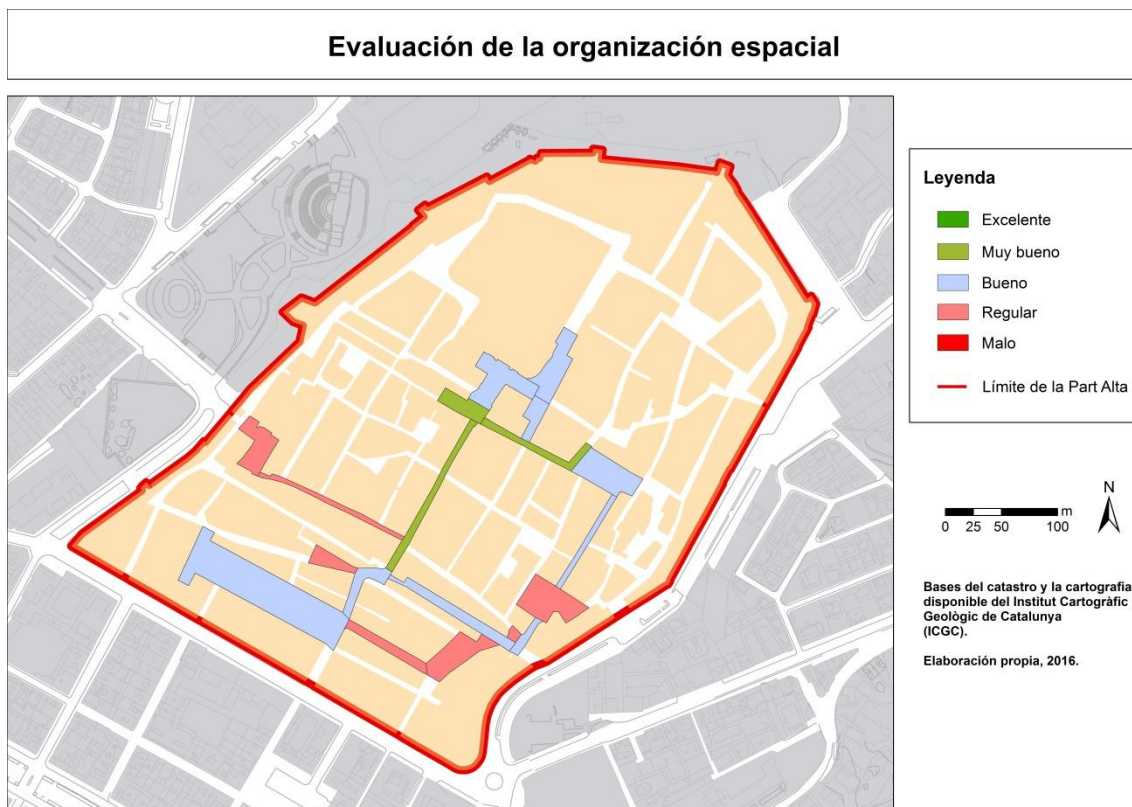 Evaluación de la organización espacial
Leyenda
Excelente
Muy bueno
Bueno
Regular
Malo
Límite de la Part Alta
N
m
0 25 50 100
Bases del catastro y la cartografia
disponible del Institut Cartogràfic
Geològic de Catalunya
(ICGC).
Elaboración propia, 2016.